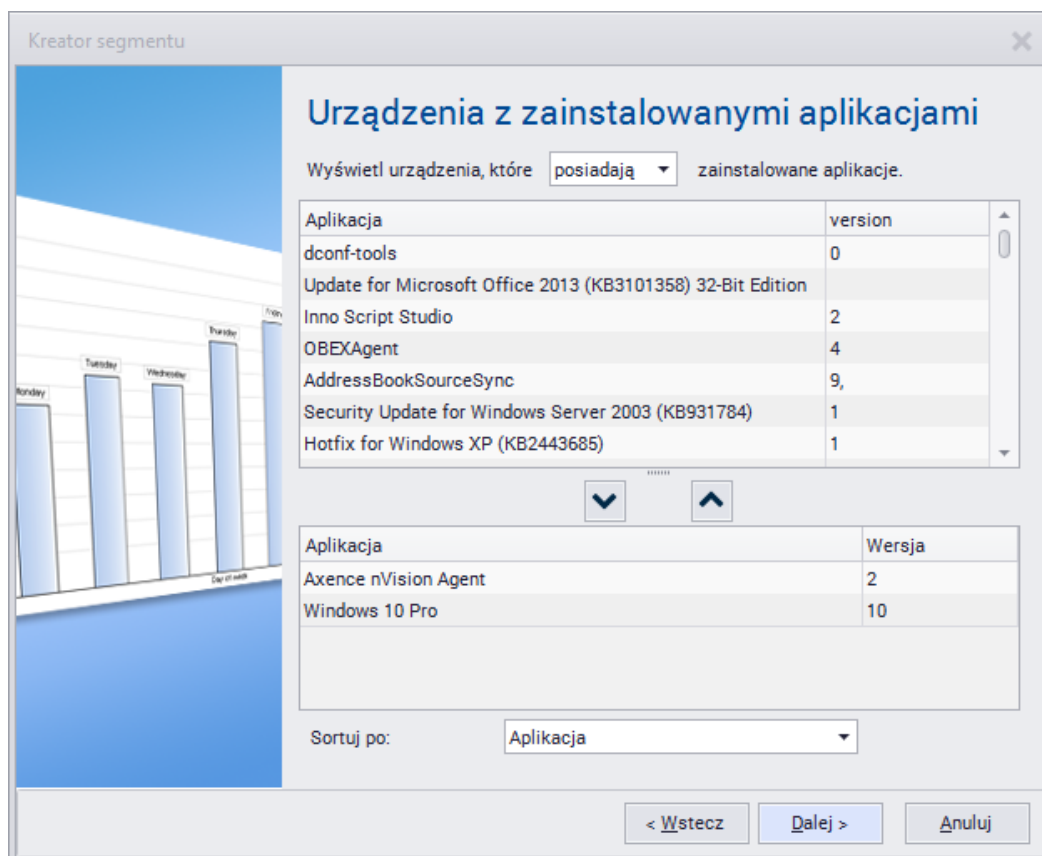 Kreator segmentu
Urządzenia z zainstalowanymi aplikacjami
Wyświetl urządzenia, które posiadają zainstalowane aplikacje.
Aplikacja version
dconf-tools 0
Update for Microsoft Office 2013 (KB3101358) 32-Bit Edition
Inno Script Studio 2
OBEXAgent 4
AddressBookSourceSync 9,
Security Update for Windows Server 2003 (KB931784) 1
Hotfix for Windows XP (KB2443685) 1
Aplikacja Wersja
Axence nVision Agent 2
Windows 10 Pro 10
Sortuj po: Aplikacja
< Wstecz Dalej > Anuluj
Tuesday
Wednesday
Thursday
Day of week